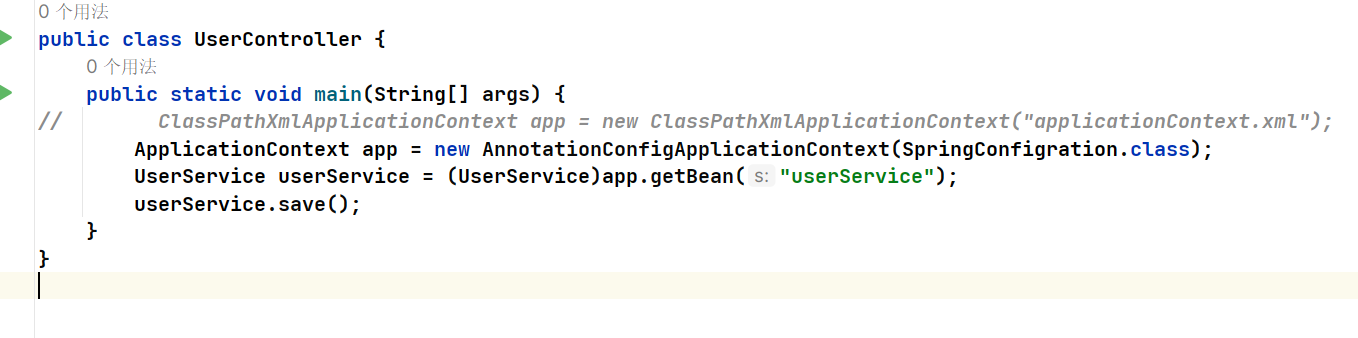 0 个用法
public class UserController {
0 个用法
public static void main(String[] args) {
// ClassPathXmlApplicationContext app = new ClassPathXmlApplicationContext("applicationContext.xml");
ApplicationContext app = new AnnotationConfigApplicationContext(SpringConfigration.class);
UserService userService = (UserService)app.getBean( s: "userService");
userService.save();
}
}